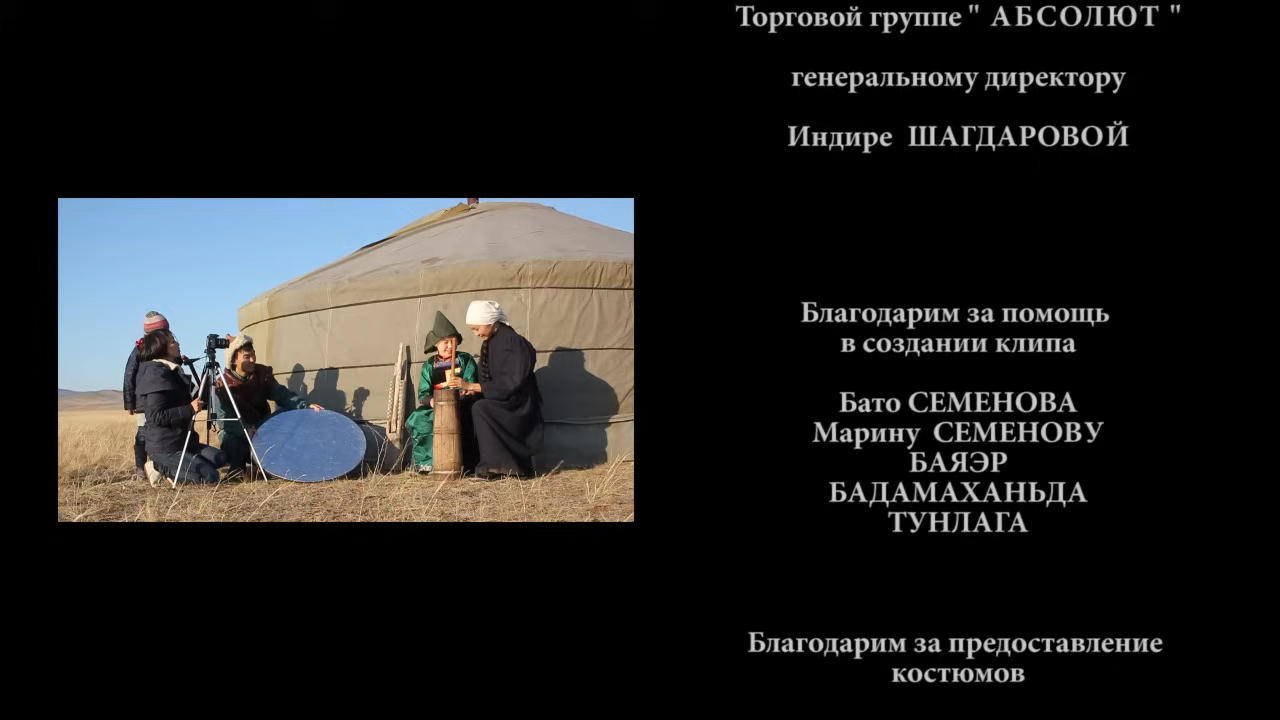 Торговой группе " АБСОЛЮТ "
генеральному директору
Индире ШАГДАРОВОЙ
Благодарим за помощь
в создании клипа
Бато СЕМЕНОВА
Марину СЕМЕНОВУ
БАЯЭР
БАДАМАХАНЬДА
ТУНЛАГА
Благодарим за предоставление
костюмов